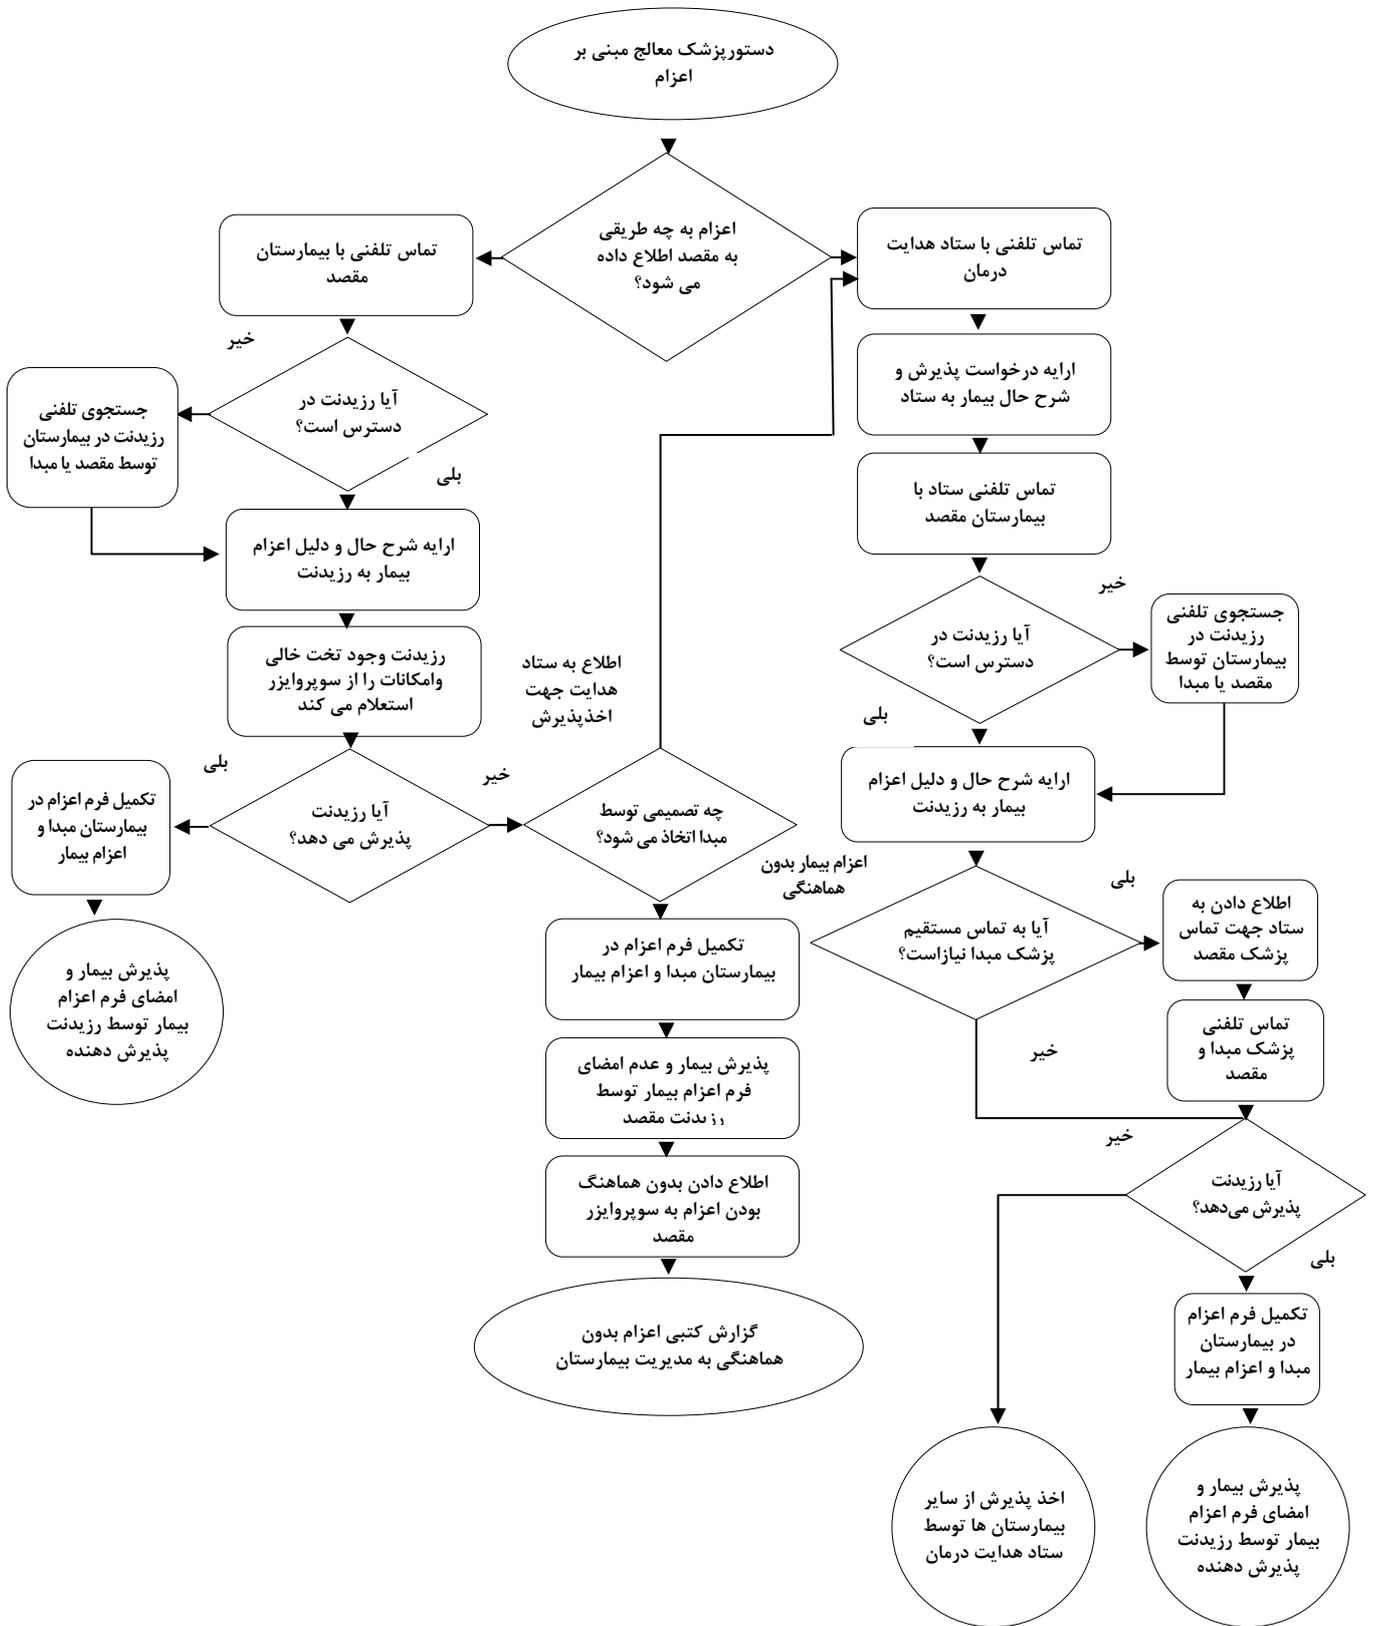 دستورپزشک معالج مبنی بر
اعزام
اعزام به چه طریقی
به مقصد اطلاع داده
می شود؟
تماس تلفنی با ستاد هدایت
درمان
ارایه درخواست پذیرش و
شرح حال بیمار به ستاد
تماس تلفنی ستاد با
بیمارستان مقصد
آیا رزیدنت در
دسترس است؟
خیر
جستجوی تلفنی
رزیدنت در
بیمارستان توسط
مقصد یا مبدا
بلی
ارایه شرح حال و دلیل اعزام
بیمار به رزیدنت
آیا به تماس مستقیم
پزشک مبدا نیازاست؟
بلی
اطلاع دادن به
ستاد جهت تماس
پزشک مقصد
تماس تلفنی
پزشک مبدا و
مقصد
خیر
آیا رزیدنت
پذیرش می‌دهد؟
خیر
بلی
تکمیل فرم اعزام
در بیمارستان
مبدا و اعزام بیمار
پذیرش بیمار و
امضای فرم اعزام
بیمار توسط رزیدنت
پذیرش دهنده
اخذ پذیرش از سایر
بیمارستان ها توسط
ستاد هدایت درمان
تماس تلفنی با بیمارستان
مقصد
خیر
آیا رزیدنت در
دسترس است؟
جستجوی تلفنی
رزیدنت در بیمارستان
توسط مقصد یا مبدا
بلی
ارایه شرح حال و دلیل اعزام
بیمار به رزیدنت
رزیدنت وجود تخت خالی
وامکانات را از سوپروایزر
استعلام می کند
آیا رزیدنت
پذیرش می دهد؟
بلی
تکمیل فرم اعزام در
بیمارستان مبدا و
اعزام بیمار
پذیرش بیمار و
امضای فرم اعزام
بیمار توسط رزیدنت
پذیرش دهنده
خیر
چه تصمیمی توسط
مبدا اتخاذ می شود؟
اطلاع به ستاد
هدایت جهت
اخذپذیرش
اعزام بیمار بدون
هماهنگی
تکمیل فرم اعزام در
بیمارستان مبدا و اعزام بیمار
پذیرش بیمار و عدم امضای
فرم اعزام بیمار توسط
رزیدنت مقصد
اطلاع دادن بدون هماهنگ
بودن اعزام به سوپروایزر
مقصد
گزارش کتبی اعزام بدون
هماهنگی به مدیریت بیمارستان